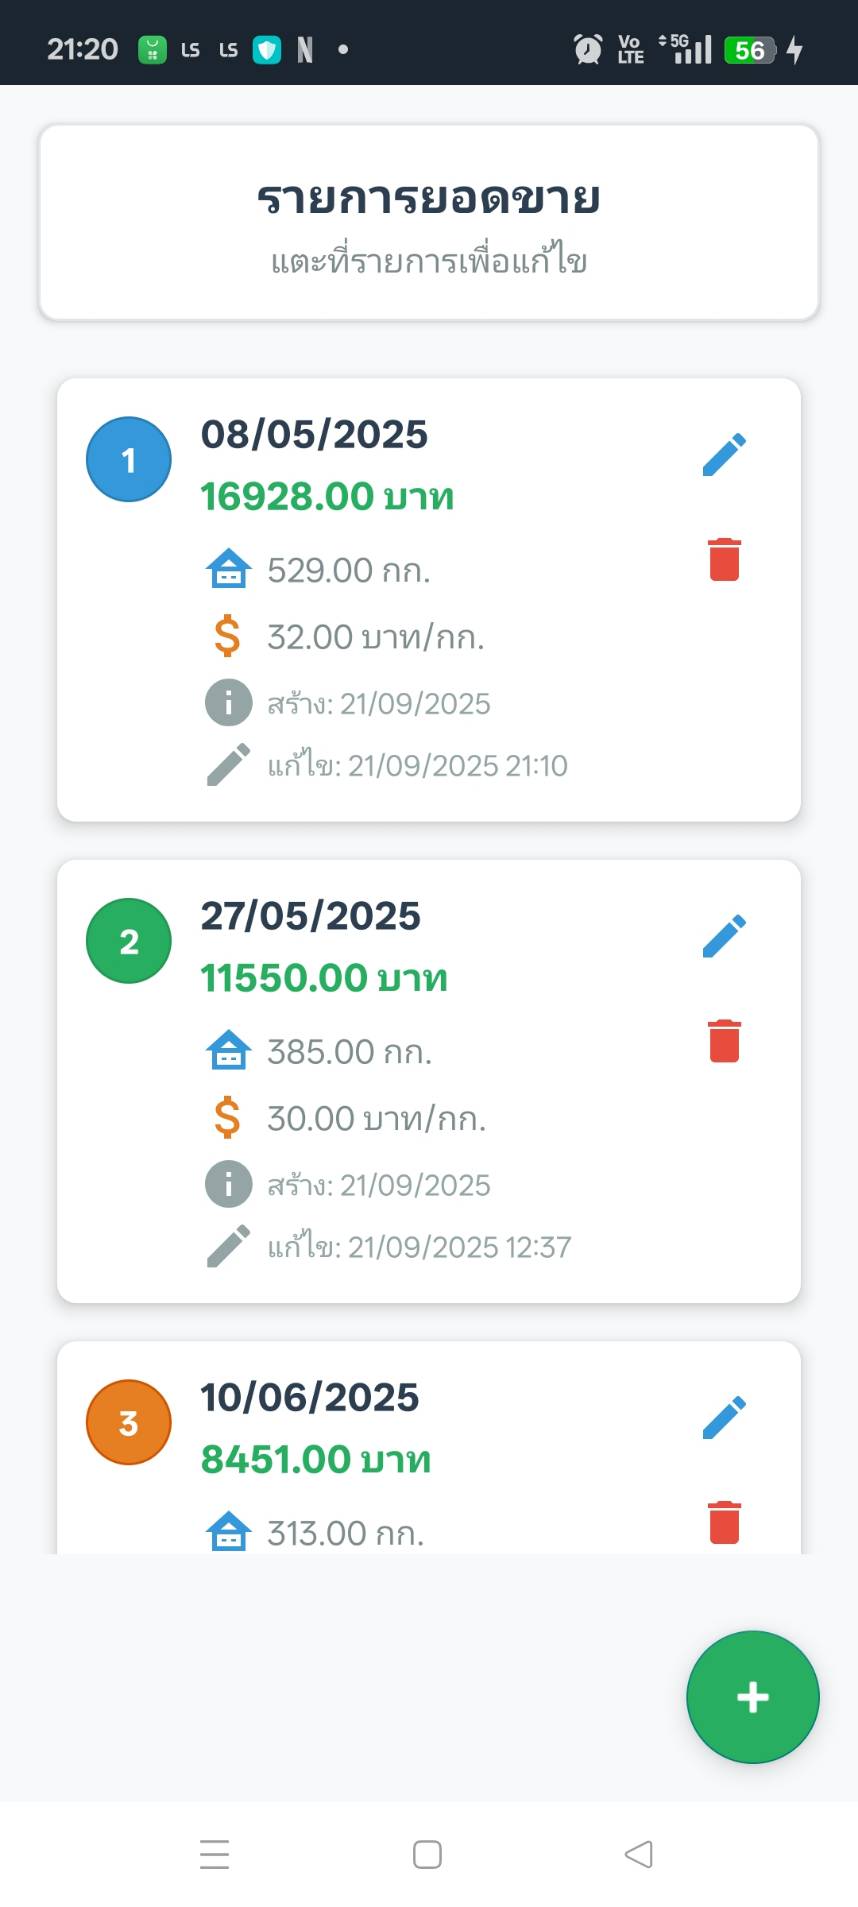 21:20 LS LS N Vo LTE 5G 56
รายการยอดขาย
แตะที่รายการเพื่อแก้ไข
1
08/05/2025
16928.00 บาท
529.00 กก.
$ 32.00 บาท/กก.
i สร้าง: 21/09/2025
แก้ไข: 21/09/2025 21:10
2
27/05/2025
11550.00 บาท
385.00 กก.
$ 30.00 บาท/กก.
i สร้าง: 21/09/2025
แก้ไข: 21/09/2025 12:37
3
10/06/2025
8451.00 บาท
313.00 กก.
+